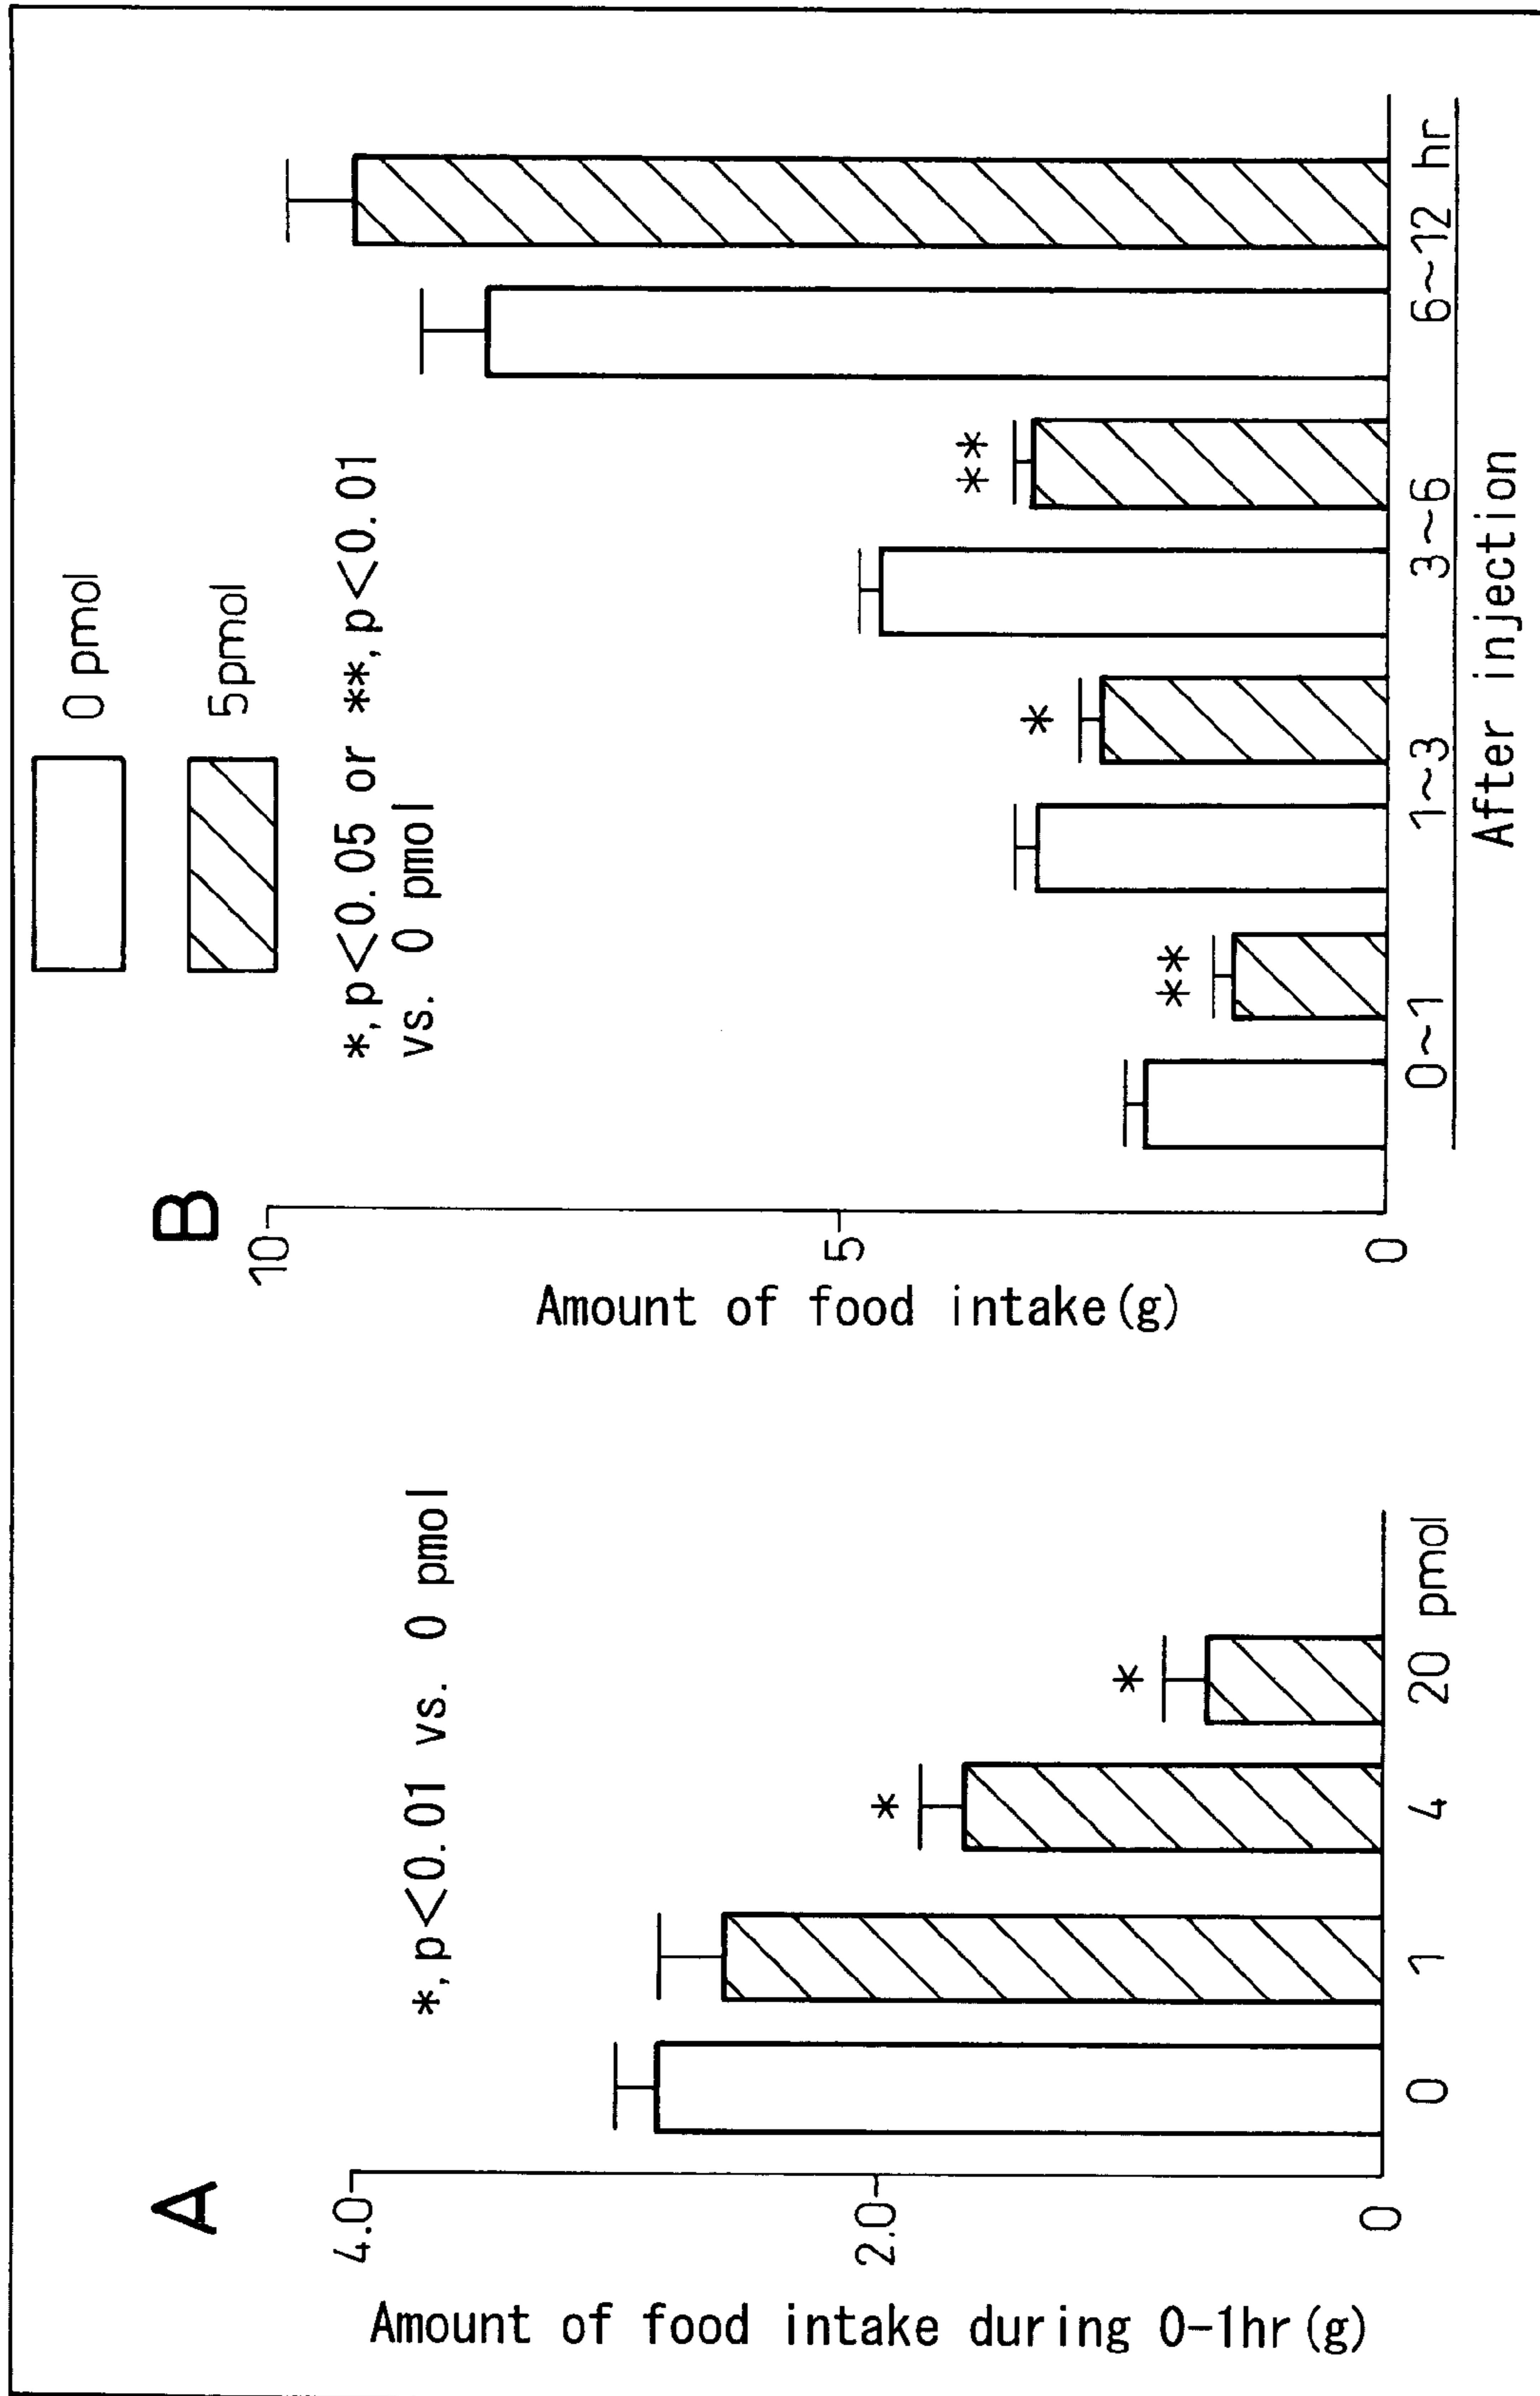 A
Amount of food intake during 0-1hr(g)
4.0
2.0
0
*, p<0.01 vs. 0 pmol
*
*
0
1
4
20 pmol
B
0 pmol
5pmol
*, p<0.05 or **, p<0.01
vs. 0 pmol
Amount of food intake(g)
10
5
0
**
*
**
0~1
1~3
3~6
6~12 hr
After injection